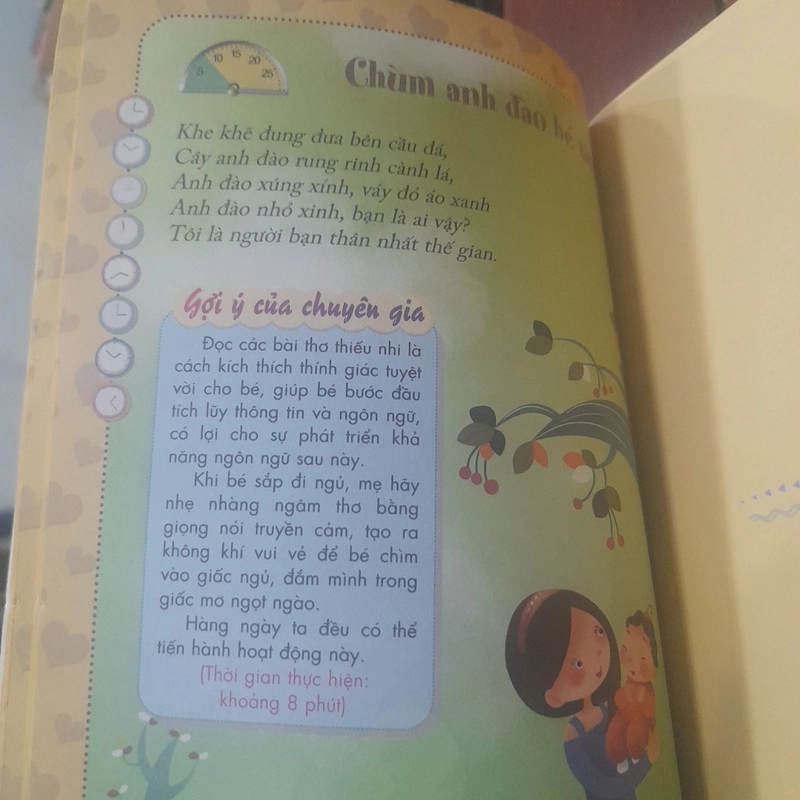 5 10 15 20 25
Chùm anh đào bé
Khe khẽ đung đưa bên cầu đá,
Cây anh đào rung rinh cành lá,
Anh đào xúng xính, váy đỏ áo xanh
Anh đào nhỏ xinh, bạn là ai vậy?
Tôi là người bạn thân nhất thế gian.
Gợi ý của chuyên gia
Đọc các bài thơ thiếu nhi là
cách kích thích thính giác tuyệt
vời cho bé, giúp bé bước đầu
tích lũy thông tin và ngôn ngữ,
có lợi cho sự phát triển khả
năng ngôn ngữ sau này.
Khi bé sắp đi ngủ, mẹ hãy
nhẹ nhàng ngâm thơ bằng
giọng nói truyền cảm, tạo ra
không khí vui vẻ để bé chìm
vào giấc ngủ, đắm mình trong
giấc mơ ngọt ngào.
Hàng ngày ta đều có thể
tiến hành hoạt động này.
(Thời gian thực hiện:
khoảng 8 phút)